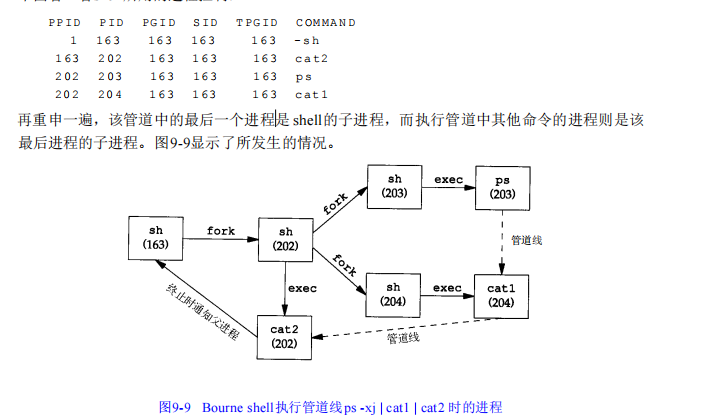 PPID PID PGID SID TPGID COMMAND
1 163 163 163 163 -sh
163 202 163 163 163 cat2
202 203 163 163 163 ps
202 204 163 163 163 cat1
再重申一遍，该管道中的最后一个进程是shell的子进程，而执行管道中其他命令的进程则是该
最后进程的子进程。图9-9显示了所发生的情况。
sh
(203)
exec
ps
(203)
fork
sh
(163)
fork
sh
(202)
管道线
fork
exec
sh
(204)
exec
cat1
(204)
终止时通知父进程
cat2
(202)
管道线
图9-9 Bourne shell执行管道线ps -xj | cat1 | cat2 时的进程